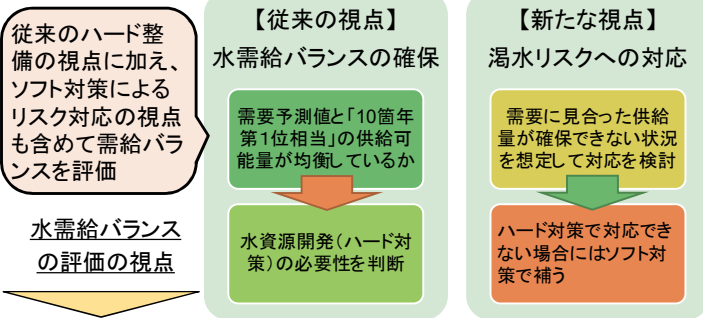 従来のハード整
備の視点に加え、
ソフト対策による
リスク対応の視点
も含めて需給バラ
ンスを評価
水需給バランス
の評価の視点
【従来の視点】
水需給バランスの確保
需要予測値と「10箇年
第1位相当」の供給可
能量が均衡しているか
水資源開発(ハード対
策)の必要性を判断
【新たな視点】
渇水リスクへの対応
需要に見合った供給
量が確保できない状況
を想定して対応を検討
ハード対策で対応でき
ない場合にはソフト対
策で補う